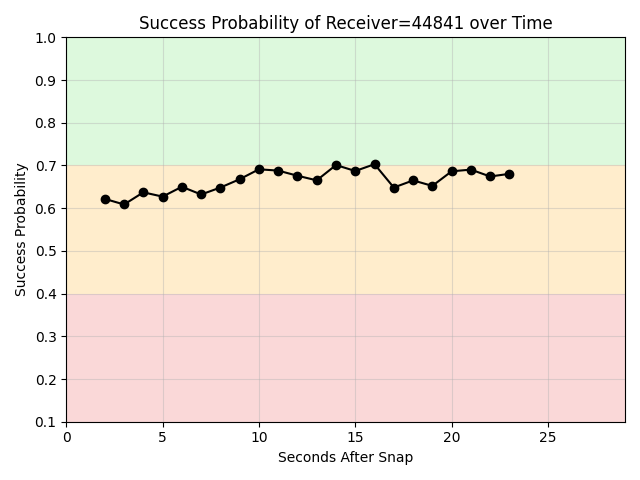 Success Probability of Receiver=44841 over Time
1.0
0.9
0.8
0.7
0.6
0.5
0.4
0.3
0.2
0.1
Success Probability
0 5 10 15 20 25
Seconds After Snap